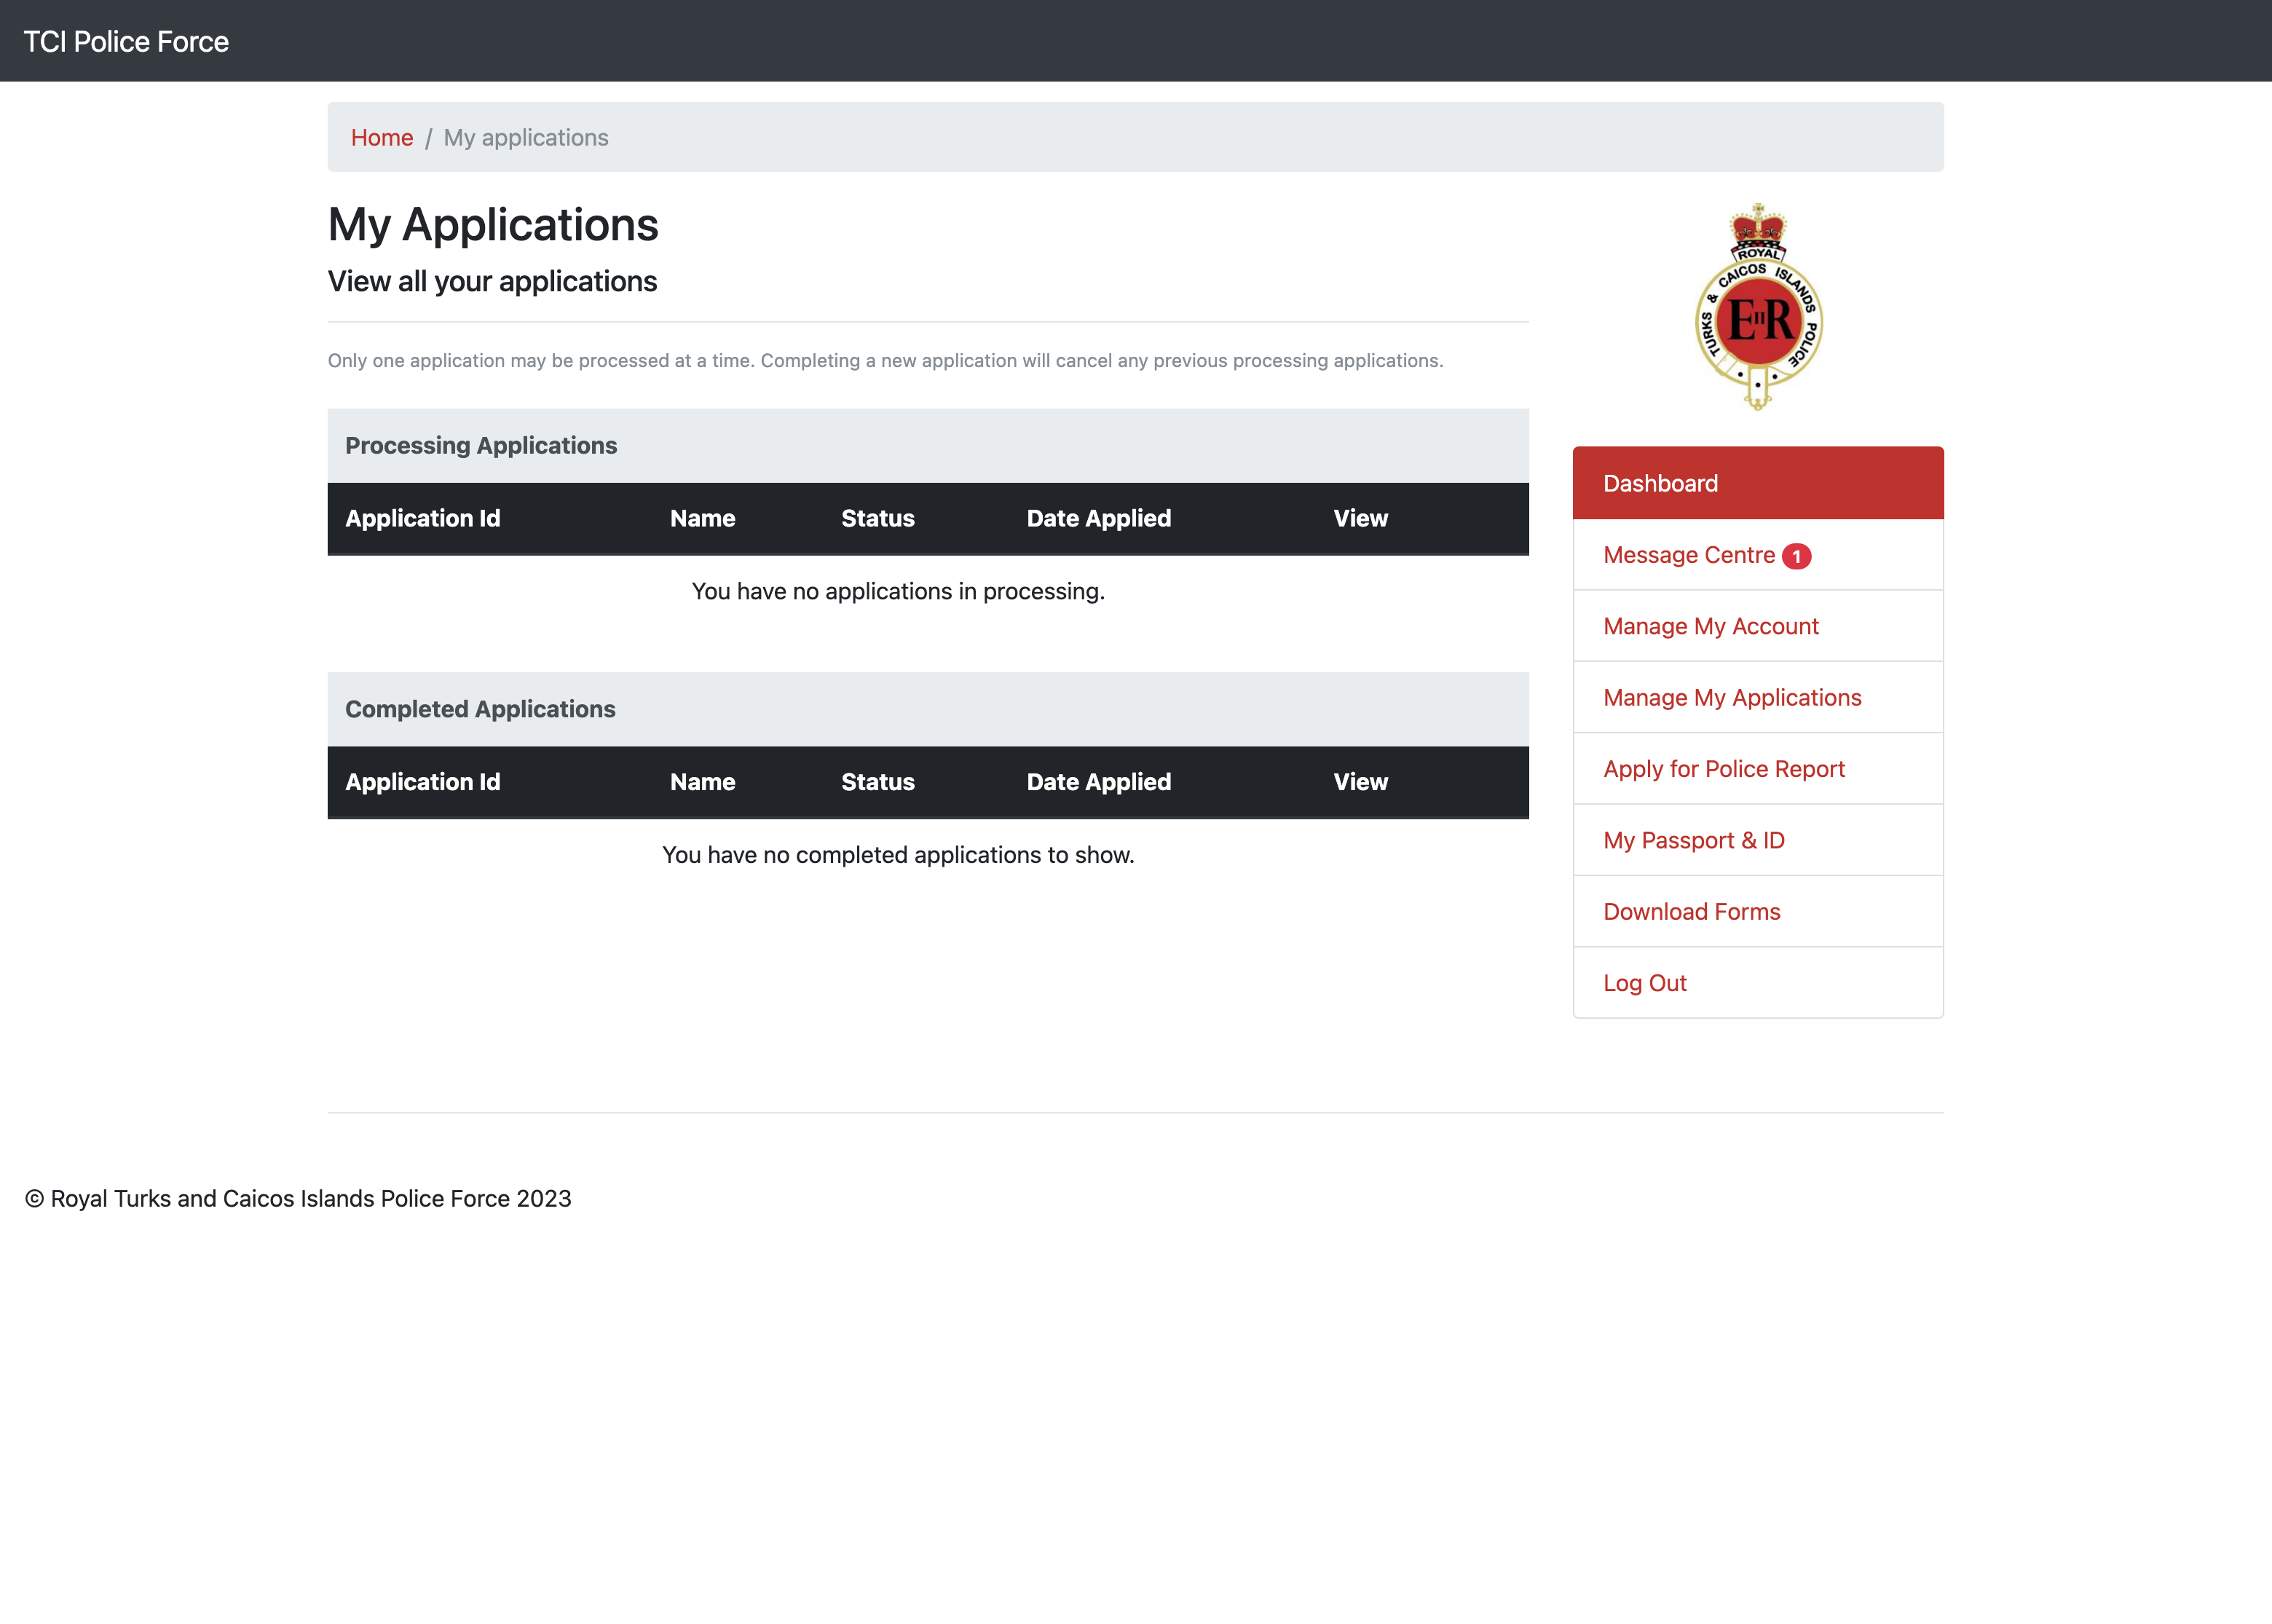 TCI Police Force
Home / My applications
My Applications
View all your applications
Only one application may be processed at a time. Completing a new application will cancel any previous processing applications.
Processing Applications
Application Id Name Status Date Applied View
You have no applications in processing.
Completed Applications
Application Id Name Status Date Applied View
You have no completed applications to show.
ROYAL
TURKS & CAICOS ISLANDS POLICE
EIIR
Dashboard
Message Centre 1
Manage My Account
Manage My Applications
Apply for Police Report
My Passport & ID
Download Forms
Log Out
© Royal Turks and Caicos Islands Police Force 2023